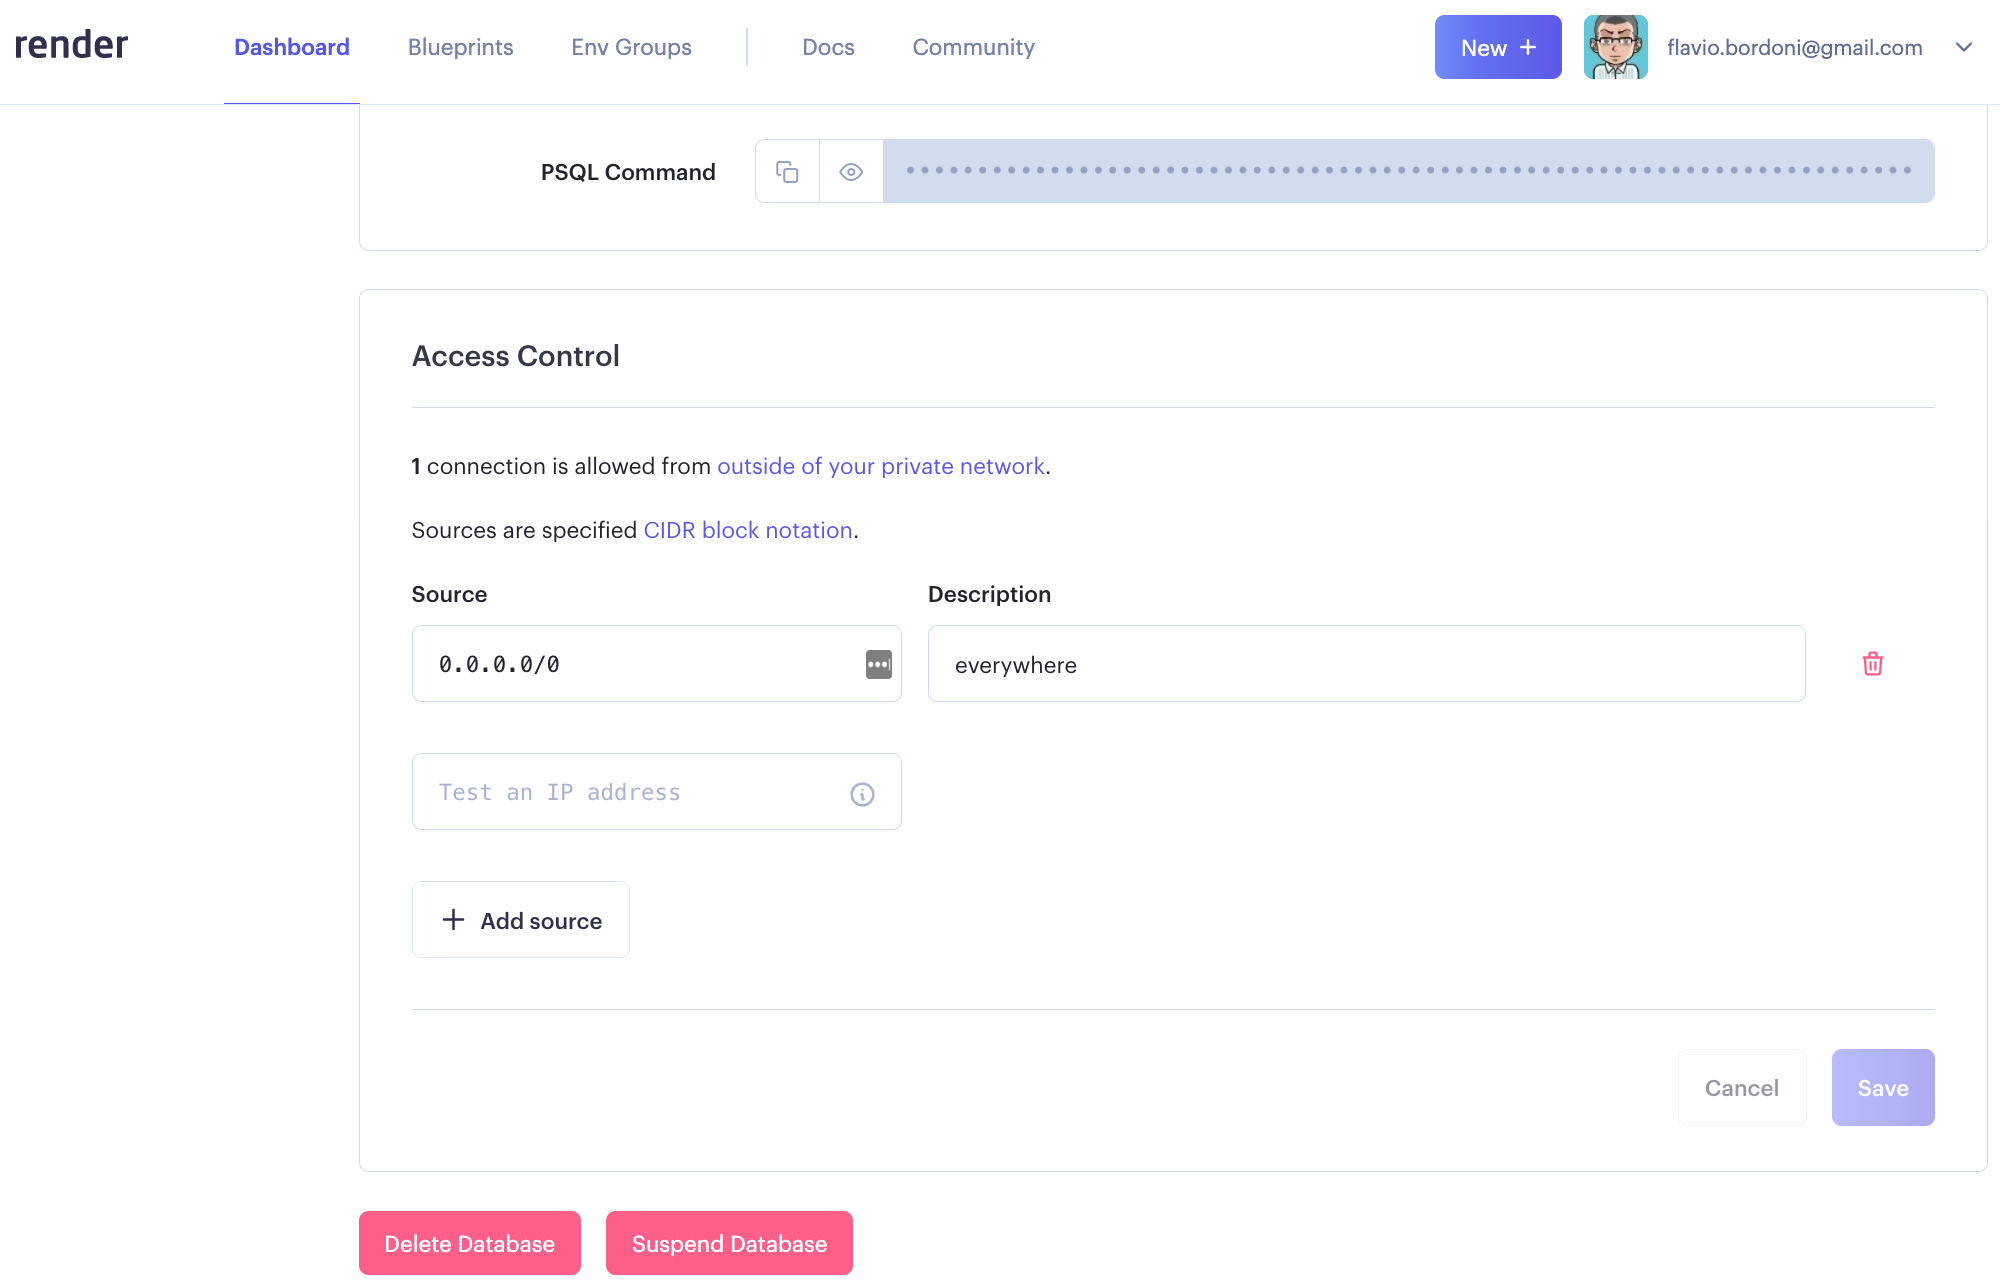 render
Dashboard
Blueprints
Env Groups
Docs
Community
New +
flavio.bordoni@gmail.com
PSQL Command
••••••••••••••••••••••••••••••••••••••••••••••••••••••••••••••••••••••
Access Control
1 connection is allowed from outside of your private network.
Sources are specified CIDR block notation.
Source
Description
0.0.0.0/0
everywhere
Test an IP address
+ Add source
Cancel
Save
Delete Database
Suspend Database